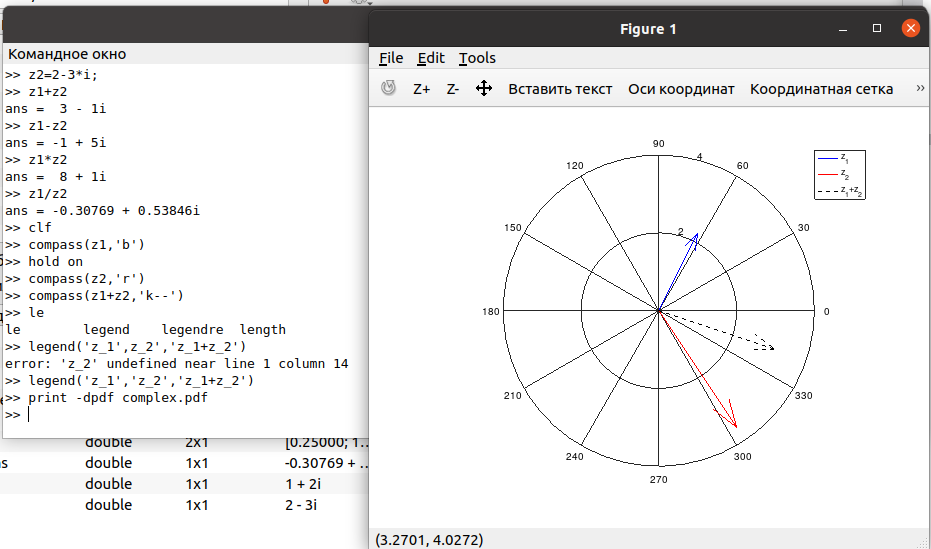 Командное окно
>> z2=2-3*i;
>> z1+z2
ans =  3 - 1i
>> z1-z2
ans = -1 + 5i
>> z1*z2
ans =  8 + 1i
>> z1/z2
ans = -0.30769 + 0.53846i
>> clf
>> compass(z1,'b')
>> hold on
>> compass(z2,'r')
>> compass(z1+z2,'k--')
>> le
le        legend    legendre  length
>> legend('z_1',z_2','z_1+z_2')
error: 'z_2' undefined near line 1 column 14
>> legend('z_1','z_2','z_1+z_2')
>> print -dpdf complex.pdf
>>
double 2x1 [0.25000; 1...
double 1x1 -0.30769 + ...
double 1x1 1 + 2i
double 1x1 2 - 3i
Figure 1
File Edit Tools
Z+ Z- Вставить текст Оси координат Координатная сетка »
90
120
4
60
150
2
30
180
0
210
330
240
300
270
z1
z2
z1+z2
(3.2701, 4.0272)